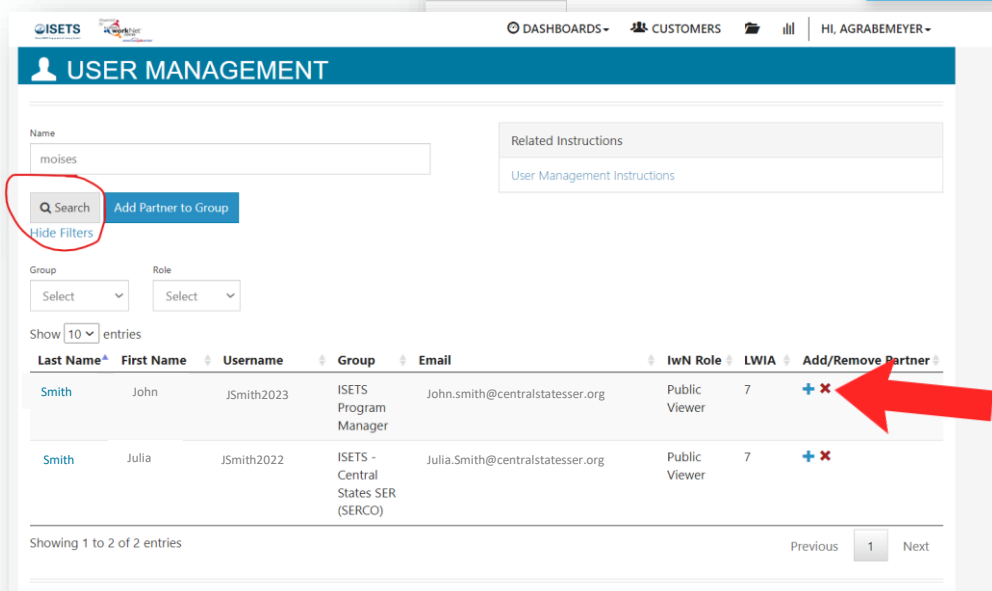 ISETS
Powered by
workNet
DASHBOARDS
CUSTOMERS
HI, AGRABEMEYER
USER MANAGEMENT
Name
moises
Related Instructions
User Management Instructions
Search
Add Partner to Group
Hide Filters
Group Role
Select Select
Show 10 entries
Last Name First Name Username Group Email IwN Role LWIA Add/Remove Partner
Smith John JSmith2023 ISETS Program Manager John.smith@centralstatesser.org Public Viewer 7
Smith Julia JSmith2022 ISETS - Central States SER (SERCO) Julia.Smith@centralstatesser.org Public Viewer 7
Showing 1 to 2 of 2 entries
Previous 1 Next